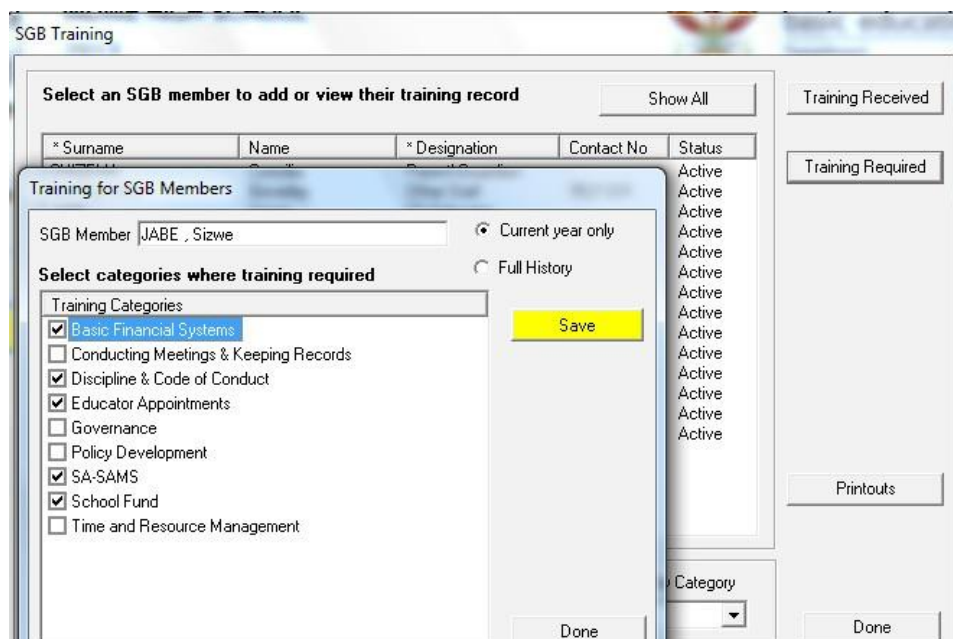 SGB Training
Select an SGB member to add or view their training record
Show All
Training Received
* Surname Name * Designation Contact No Status
Training Required
Active
Active
Active
Active
Active
Active
Active
Active
Active
Active
Active
Active
Active
Active
Training for SGB Members
SGB Member JABE , Sizwe
Current year only
Full History
Select categories where training required
Training Categories
Basic Financial Systems
Conducting Meetings & Keeping Records
Discipline & Code of Conduct
Educator Appointments
Governance
Policy Development
SA-SAMS
School Fund
Time and Resource Management
Save
Done
Printouts
Category
Done